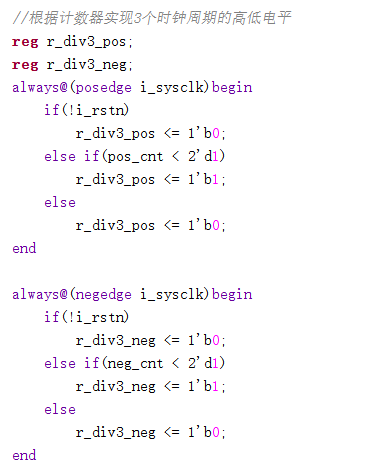 //根据计数器实现3个时钟周期的高低电平
reg r_div3_pos;
reg r_div3_neg;
always@(posedge i_sysclk)begin
    if(!i_rstn)
        r_div3_pos <= 1'b0;
    else if(pos_cnt < 2'd1)
        r_div3_pos <= 1'b1;
    else
        r_div3_pos <= 1'b0;
end

always@(negedge i_sysclk)begin
    if(!i_rstn)
        r_div3_neg <= 1'b0;
    else if(neg_cnt < 2'd1)
        r_div3_neg <= 1'b1;
    else
        r_div3_neg <= 1'b0;
end